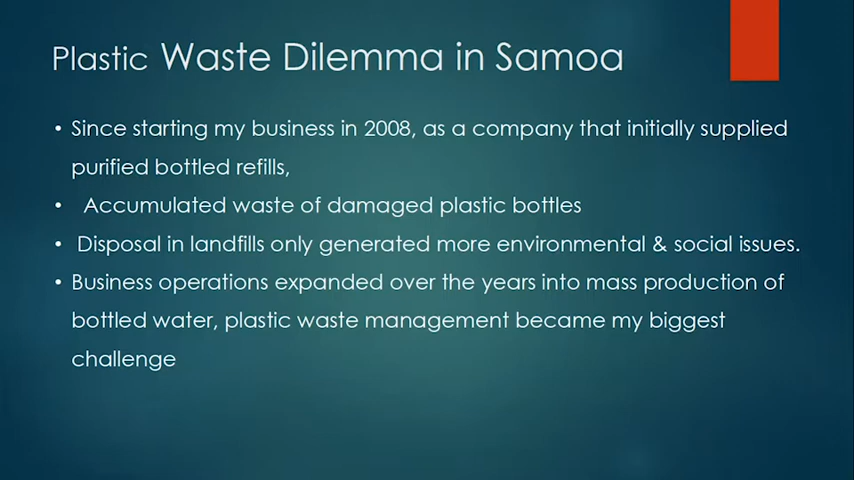 Plastic Waste Dilemma in Samoa
• Since starting my business in 2008, as a company that initially supplied
purified bottled refills,
• Accumulated waste of damaged plastic bottles
• Disposal in landfills only generated more environmental & social issues.
• Business operations expanded over the years into mass production of
bottled water, plastic waste management became my biggest
challenge